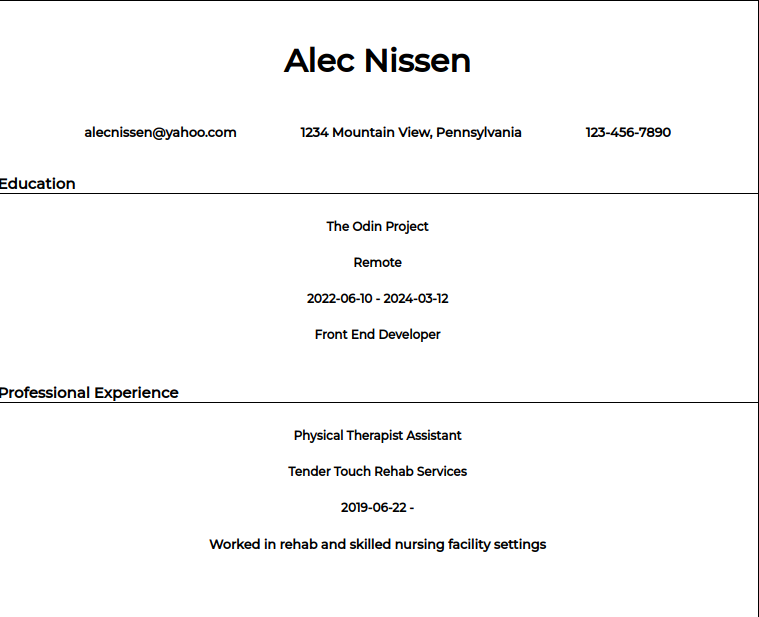 Alec Nissen
alecnissen@yahoo.com 1234 Mountain View, Pennsylvania 123-456-7890
Education
The Odin Project
Remote
2022-06-10 - 2024-03-12
Front End Developer
Professional Experience
Physical Therapist Assistant
Tender Touch Rehab Services
2019-06-22 -
Worked in rehab and skilled nursing facility settings